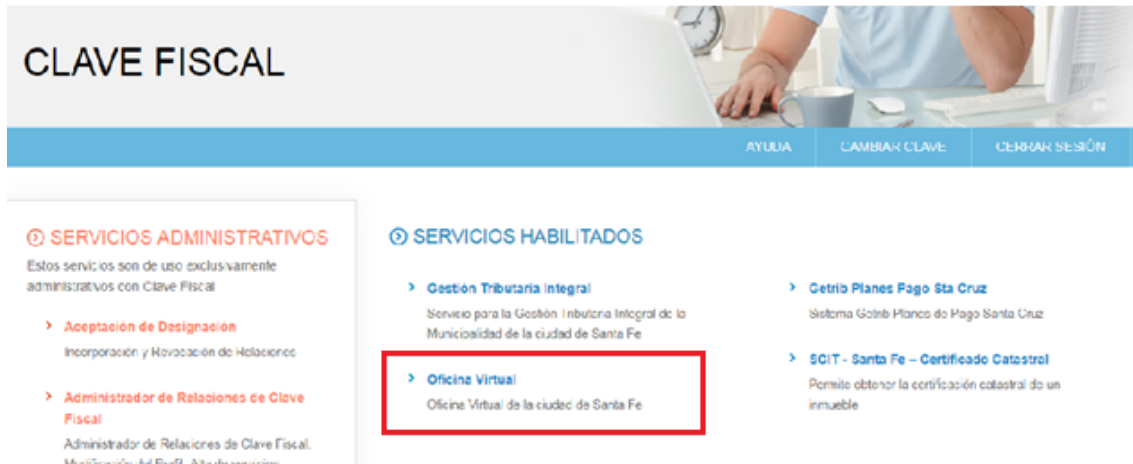 CLAVE FISCAL
AYUDA
CAMBIAR CLAVE
CERRAR SESIÓN
SERVICIOS ADMINISTRATIVOS
Estos servicios son de uso exclusivamente
administrativos con Clave Fiscal
Aceptación de Designación
Incorporación y Revocación de Relaciones
Administrador de Relaciones de Clave
Fiscal
Administrador de Relaciones de Clave Fiscal.
SERVICIOS HABILITADOS
Gestión Tributaria Integral
Servicio para la Gestión Tributaria Integral de la
Municipalidad de la ciudad de Santa Fe
Oficina Virtual
Oficina Virtual de la ciudad de Santa Fe
Getrib Planes Pago Sta Cruz
Sistema Getrib Planes de Pago Santa Cruz
SCIT - Santa Fe – Certificado Catastral
Permite obtener la certificación catastral de un
inmueble